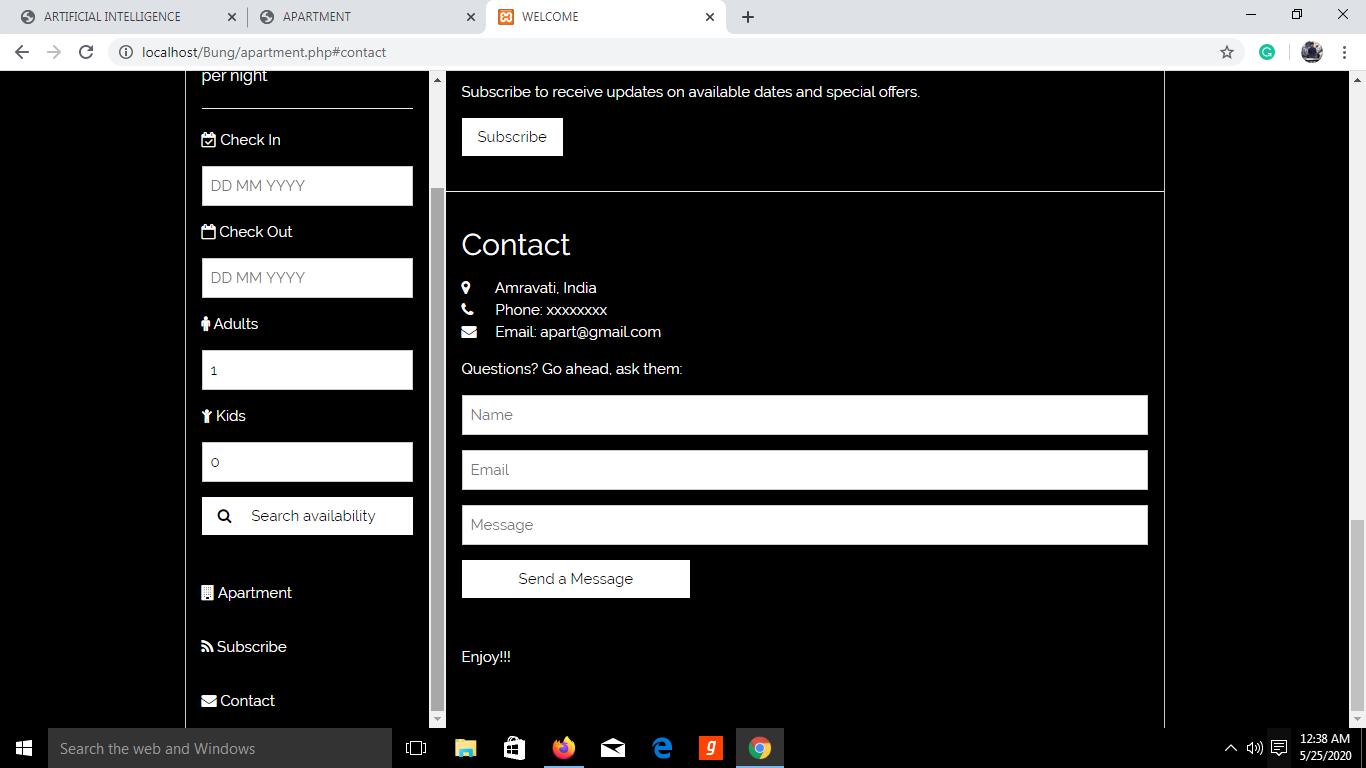 ARTIFICIAL INTELLIGENCE
APARTMENT
WELCOME
localhost/Bung/apartment.php#contact
per night
Check In
DD MM YYYY
Check Out
DD MM YYYY
Adults
1
Kids
0
Search availability
Apartment
Subscribe
Contact
Subscribe to receive updates on available dates and special offers.
Subscribe
Contact
Amravati, India
Phone: xxxxxxxx
Email: apart@gmail.com
Questions? Go ahead, ask them:
Name
Email
Message
Send a Message
Enjoy!!!
Search the web and Windows
g
12:38 AM
5/25/2020